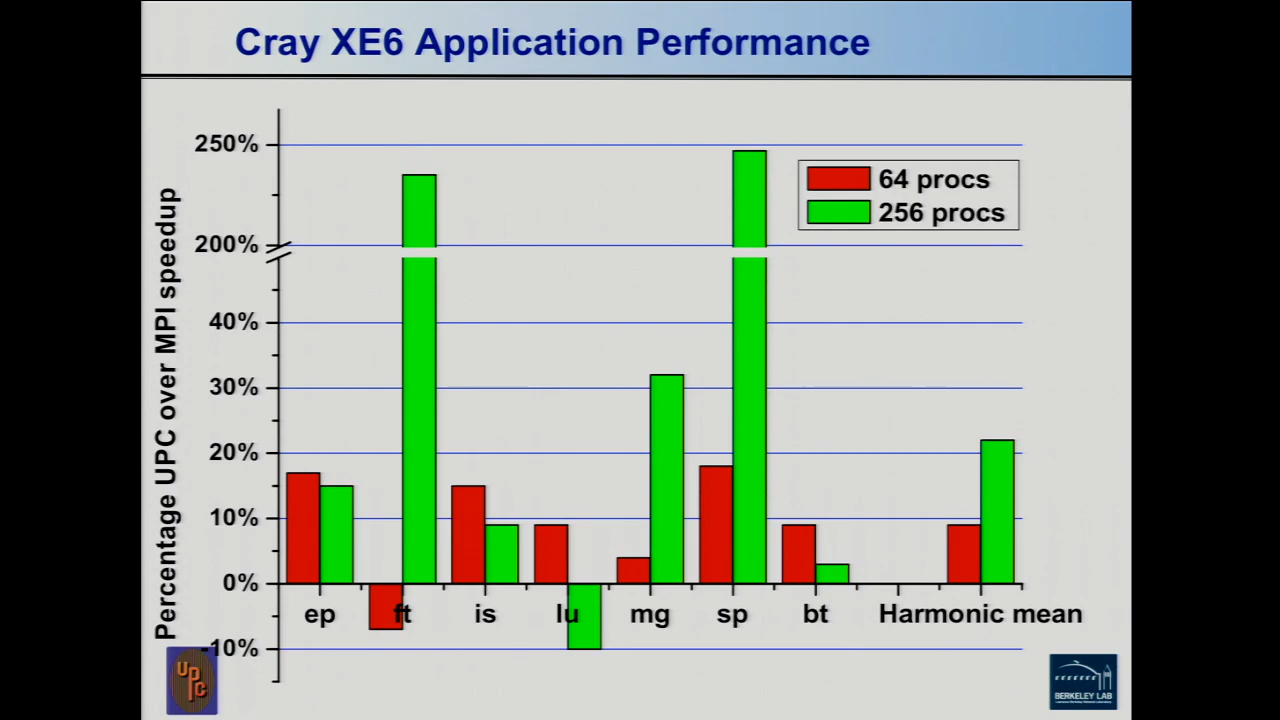 Cray XE6 Application Performance
Percentage UPC over MPI speedup
250%
200%
40%
30%
20%
10%
0%
-10%
64 procs
256 procs
ep ft is lu mg sp bt Harmonic mean
UPC
BERKELEY LAB